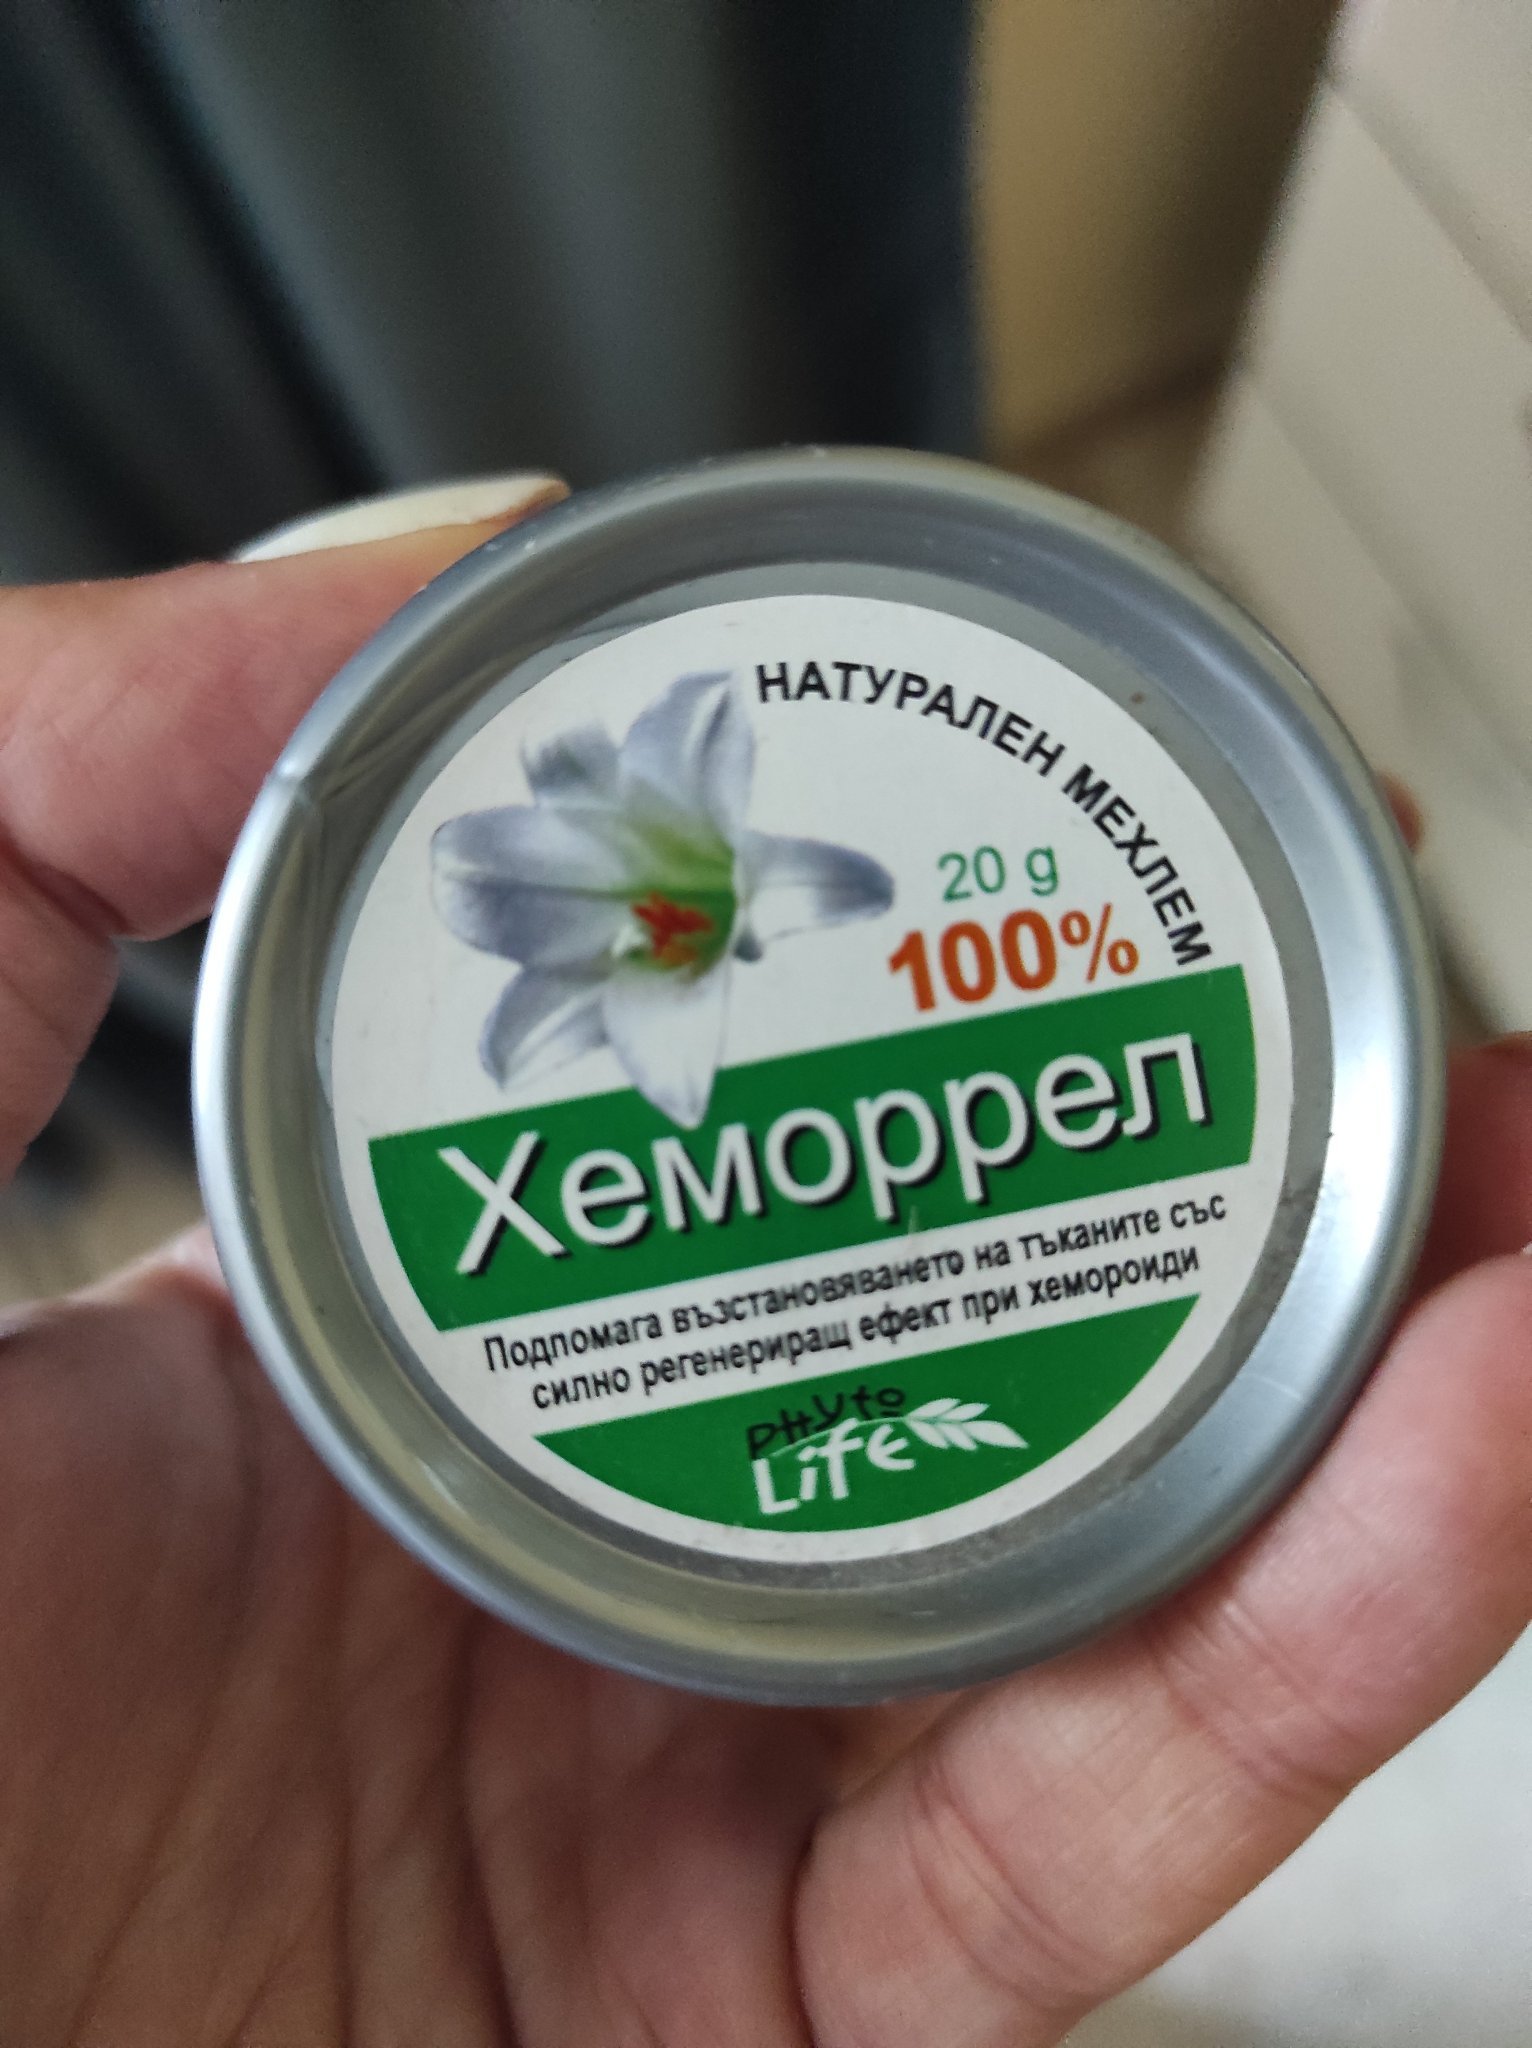 НАТУРАЛЕН МЕХЛЕМ
20 g
100%
Хеморрел
Подпомага възстановяването на тъканите със
силно регенериращ ефект при хемороиди
PHyto
LifE